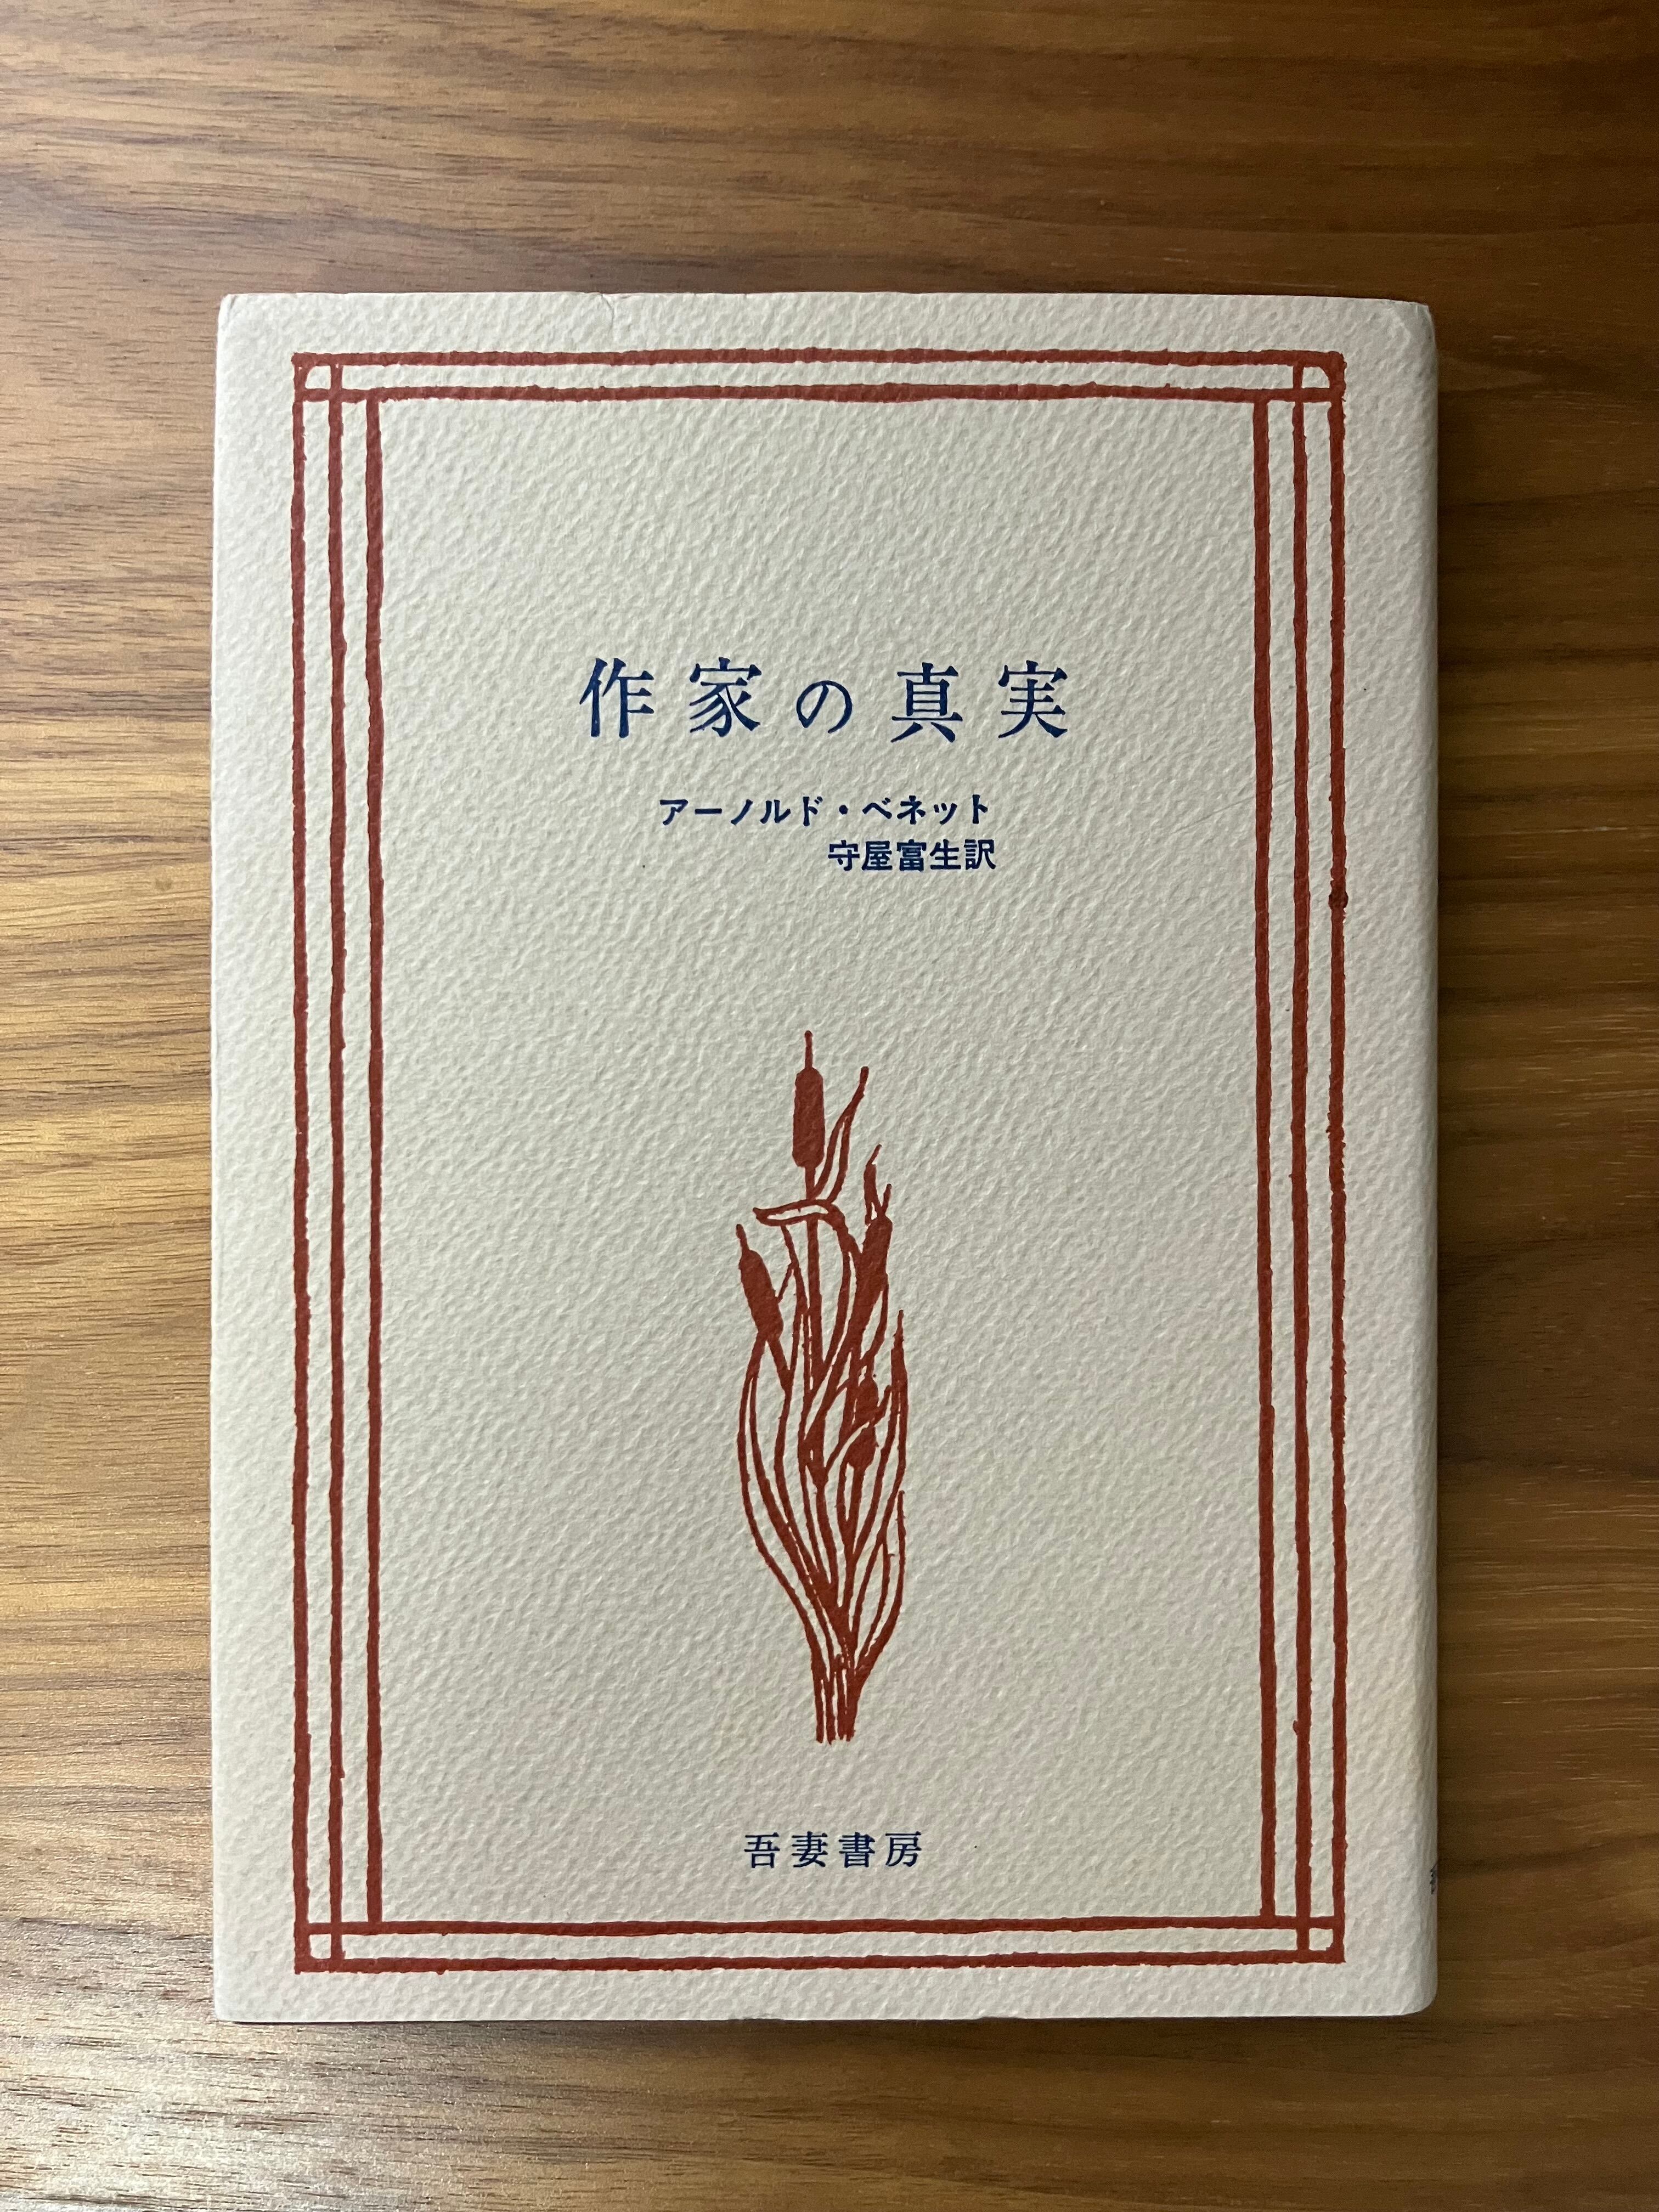 作家の真実
アーノルド・ベネット
守屋富生訳
吾妻書房